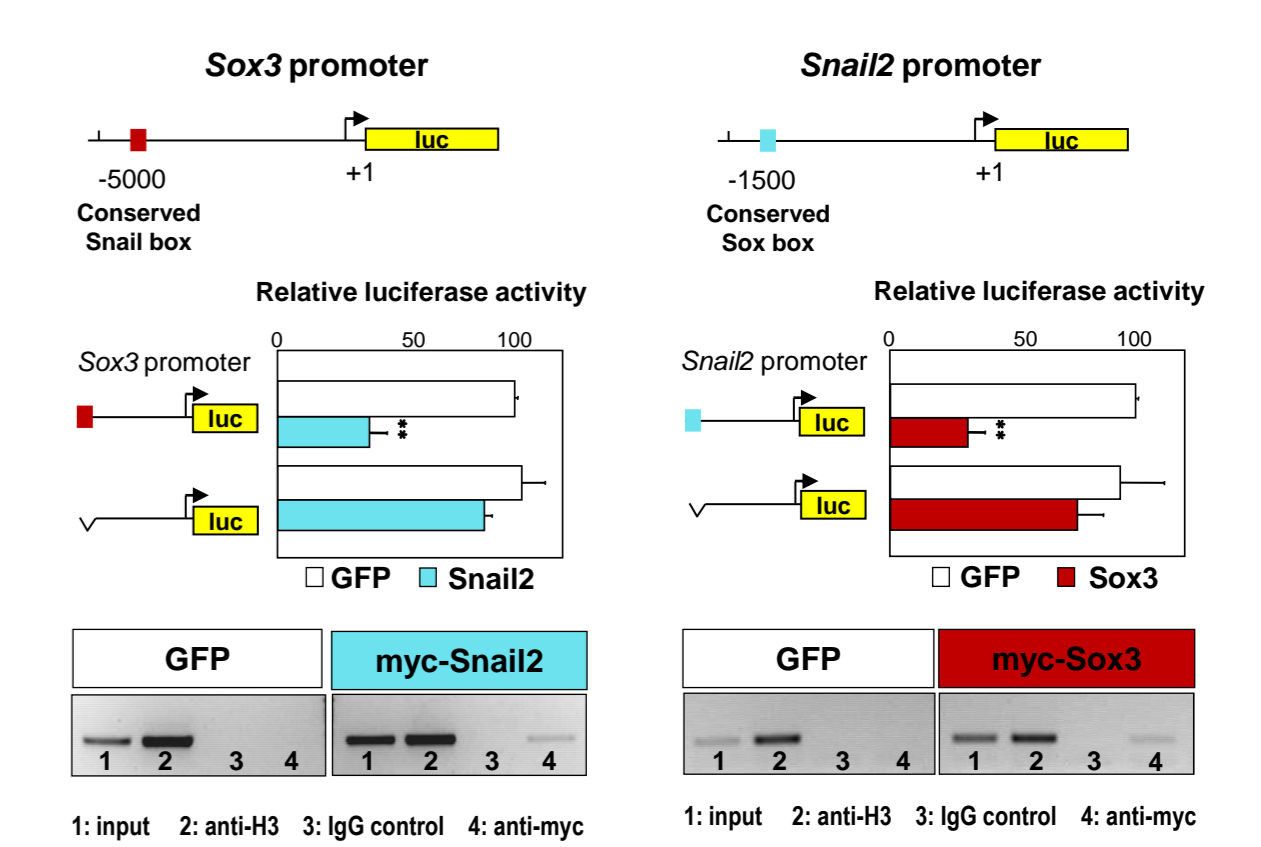 Sox3 promoter
luc
-5000
+1
Conserved
Snail box
Relative luciferase activity
0 50 100
Sox3 promoter
luc
**
luc
GFP Snail2
GFP myc-Snail2
1 2 3 4 1 2 3 4
1: input 2: anti-H3 3: IgG control 4: anti-myc
Snail2 promoter
luc
-1500
+1
Conserved
Sox box
Relative luciferase activity
0 50 100
Snail2 promoter
luc
**
luc
GFP Sox3
GFP myc-Sox3
1 2 3 4 1 2 3 4
1: input 2: anti-H3 3: IgG control 4: anti-myc